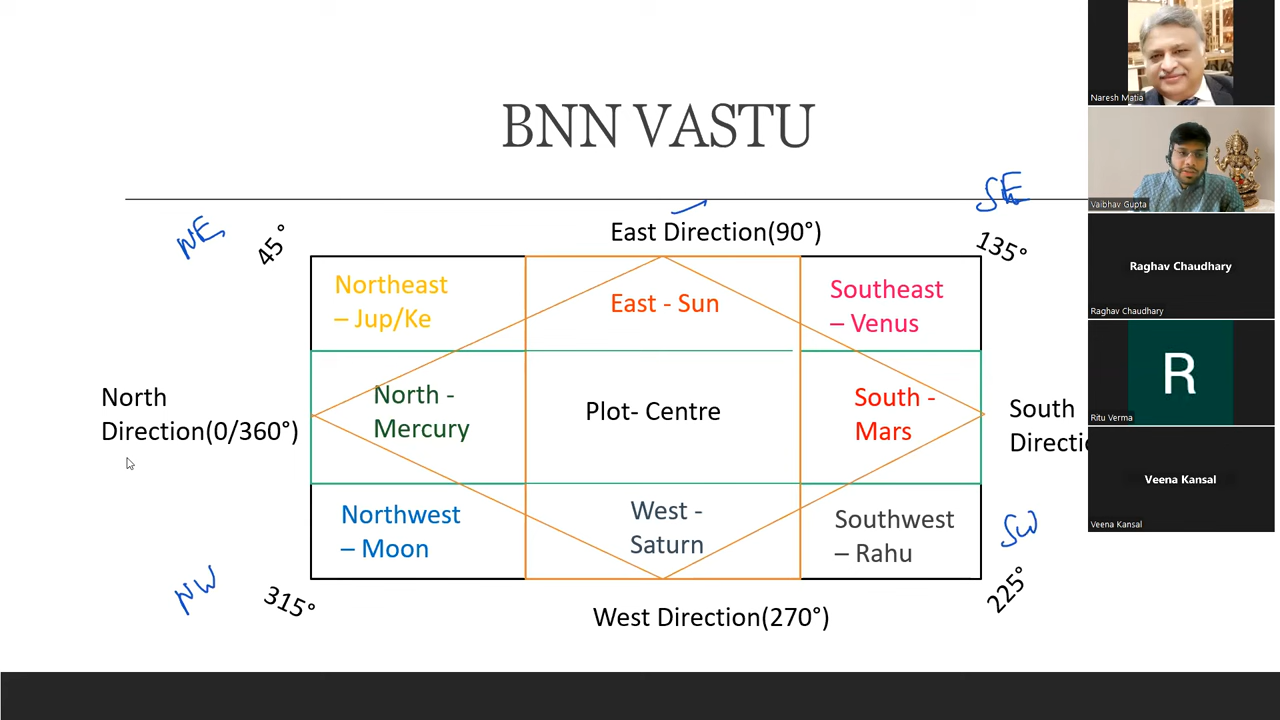 BNN VASTU
NE
45°
East Direction(90°)
SE
135°
Northeast
– Jup/Ke
East - Sun
Southeast
– Venus
North
Direction(0/360°)
North -
Mercury
Plot- Centre
South -
Mars
South
Directi
Northwest
– Moon
West -
Saturn
Southwest
– Rahu
SW
NW
315°
West Direction(270°)
225°
Naresh Matia
Vaibhav Gupta
Raghav Chaudhary
Raghav Chaudhary
R
Ritu Verma
Veena Kansal
Veena Kansal